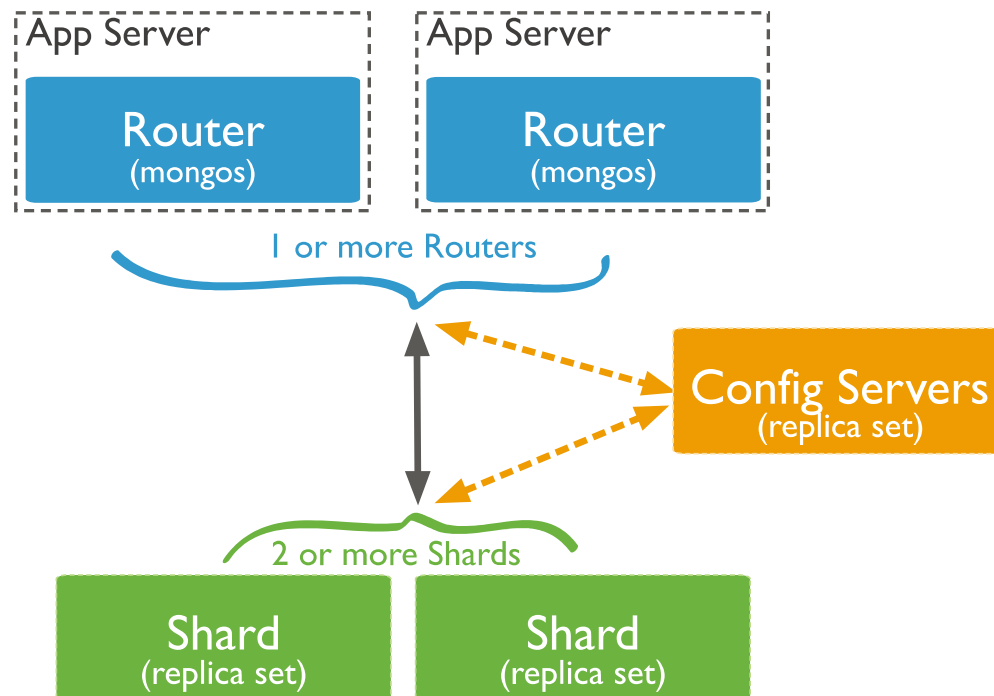 App Server
App Server
Router
(mongos)
Router
(mongos)
1 or more Routers
Config Servers
(replica set)
2 or more Shards
Shard
(replica set)
Shard
(replica set)